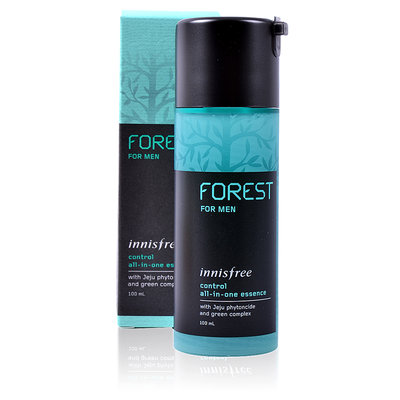 FOREST
FOR MEN
innisfree
control
all-in-one essence
with Jeju phytoncide
and green complex
100 mL
FOREST
FOR MEN
innisfree
control
all-in-one essence
with Jeju phytoncide
and green complex
100 mL